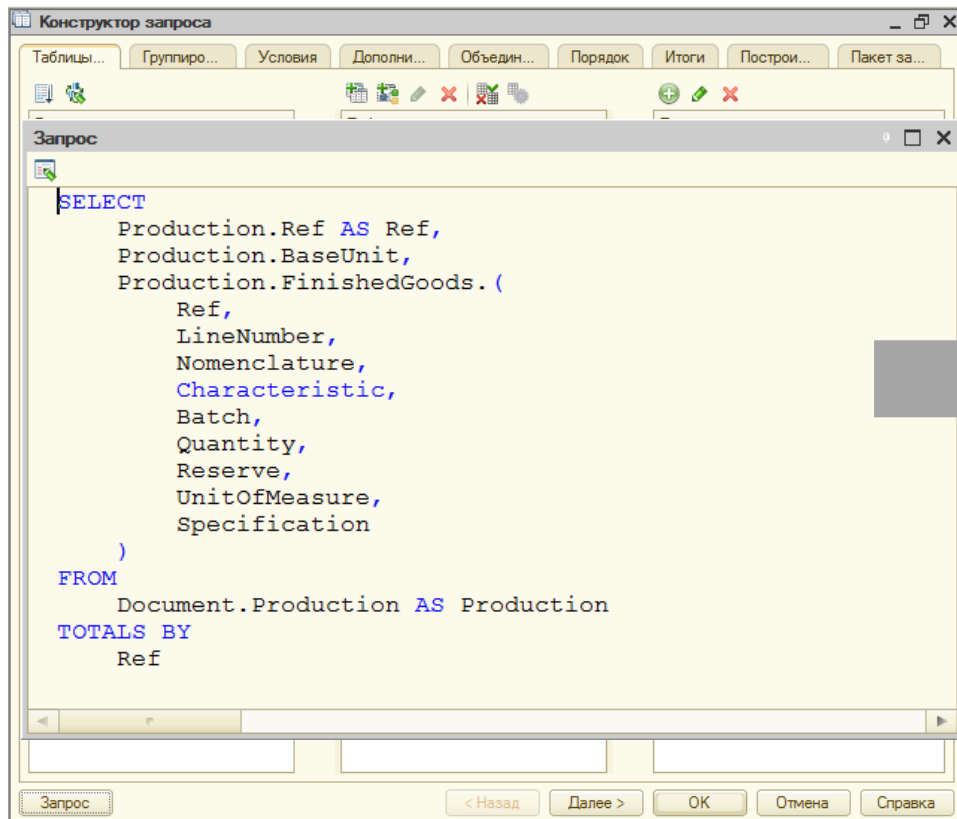 Конструктор запроса
Таблицы... Группиро... Условия Дополни... Объедин... Порядок Итоги Построи... Пакет за...
Запрос
SELECT
Production.Ref AS Ref,
Production.BaseUnit,
Production.FinishedGoods.(
Ref,
LineNumber,
Nomenclature,
Characteristic,
Batch,
Quantity,
Reserve,
UnitOfMeasure,
Specification
)
FROM
Document.Production AS Production
TOTALS BY
Ref
Запрос < Назад Далее > OK Отмена Справка